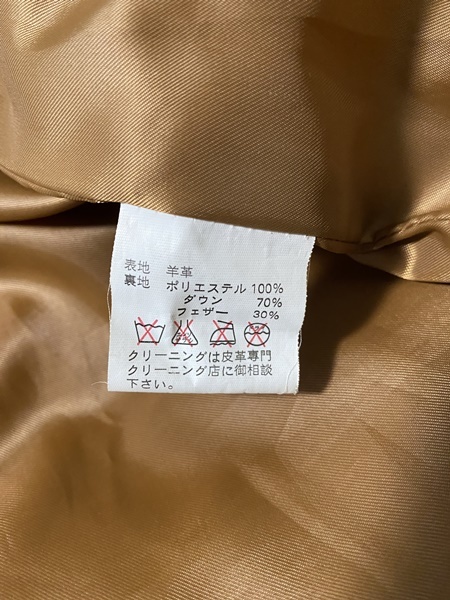 表地 羊革
裏地 ポリエステル 100%
ダウン 70%
フェザー 30%
クリーニングは皮革専門
クリーニング店に御相談
下さい。